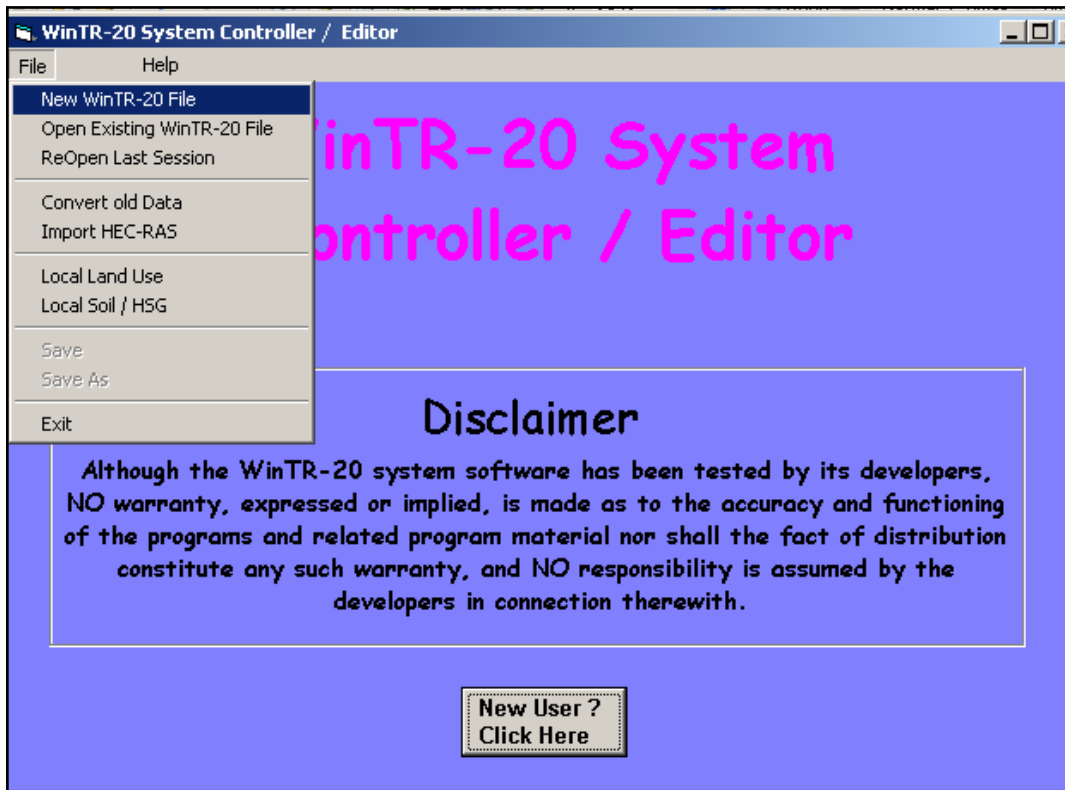 WinTR-20 System Controller / Editor
File Help
New WinTR-20 File
Open Existing WinTR-20 File
ReOpen Last Session
Convert old Data
Import HEC-RAS
Local Land Use
Local Soil / HSG
Save
Save As
Exit
inTR-20 System
ontroller / Editor
Disclaimer
Although the WinTR-20 system software has been tested by its developers,
NO warranty, expressed or implied, is made as to the accuracy and functioning
of the programs and related program material nor shall the fact of distribution
constitute any such warranty, and NO responsibility is assumed by the
developers in connection therewith.
New User ?
Click Here